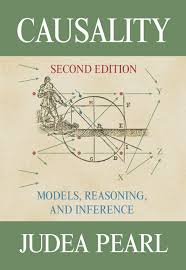 CAUSALITY
SECOND EDITION
Z
X
Y
MODELS, REASONING,
AND INFERENCE
JUDEA PEARL